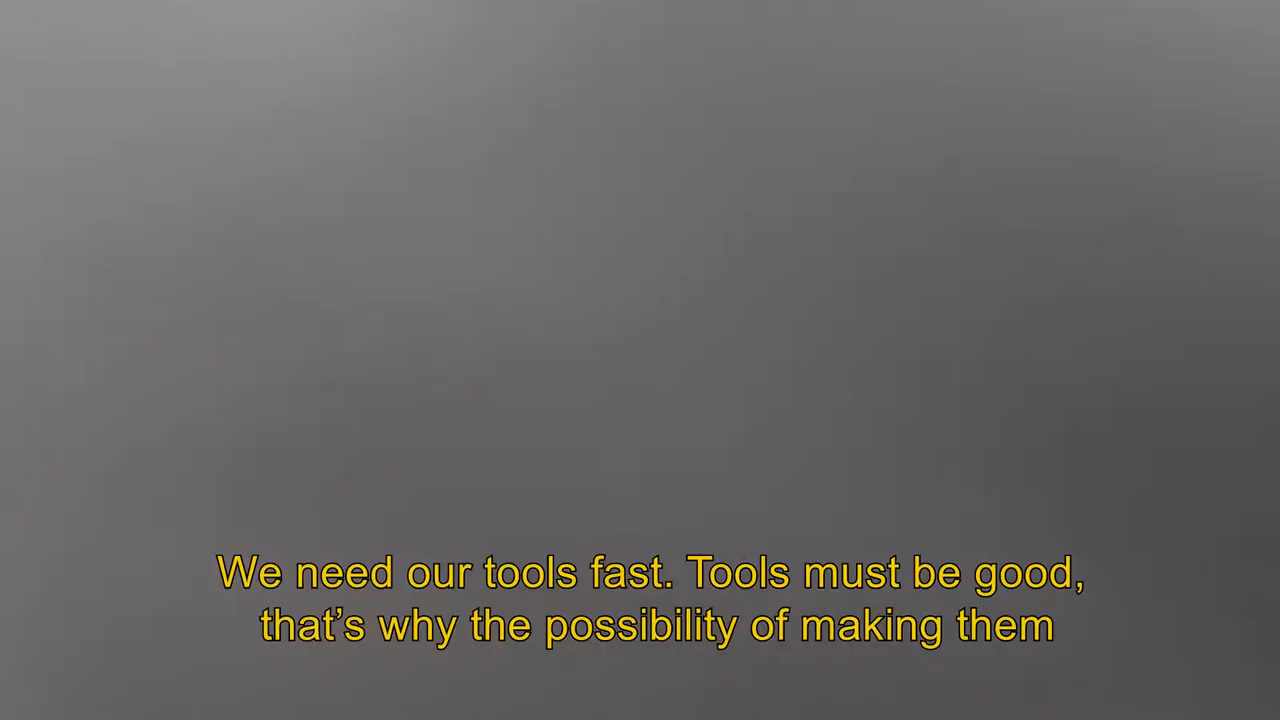 We need our tools fast. Tools must be good,
that’s why the possibility of making them